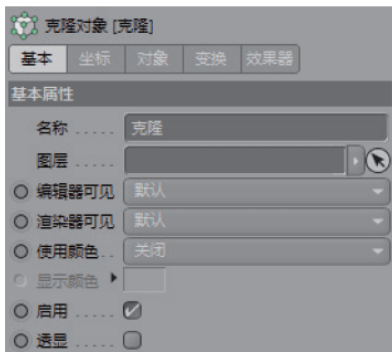 克隆对象 [克隆]
基本 坐标 对象 变换 效果器
基本属性
名称 ..... 克隆
图层 .....
编辑器可见 默认
渲染器可见 默认
使用颜色.. 关闭
显示颜色
启用 .....
透显 .....